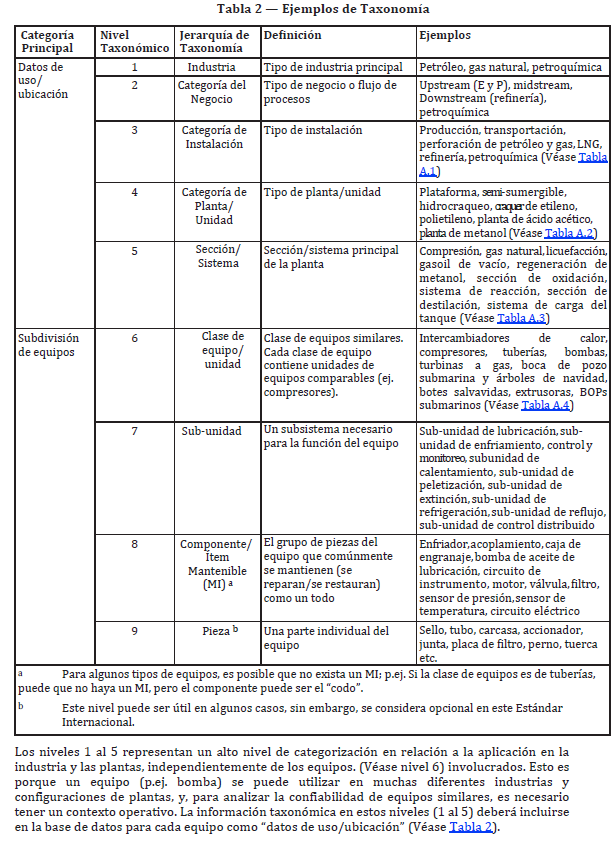 Tabla 2 — Ejemplos de Taxonomía
Categoría Principal
Nivel Taxonómico
Jerarquía de Taxonomía
Definición
Ejemplos
Datos de uso/ ubicación
1
Industria
Tipo de industria principal
Petróleo, gas natural, petroquímica
2
Categoría del
Negocio
Tipo de negocio o flujo de
procesos
Upstream (E y P), midstream,
Downstream (refinería),
petroquímica
3
Categoría de
Instalación
Tipo de instalación
Producción, transportación,
perforación de petróleo y gas, LNG,
refinería, petroquímica (Véase Tabla
A.1)
4
Categoría de
Planta/
Unidad
Tipo de planta/unidad
Plataforma, semi-sumergible,
hidrocraqueo, craquer de etileno,
polietileno, planta de ácido acético,
planta de metanol (Véase Tabla A.2)
5
Sección/
Sistema
Sección/sistema principal
de la planta
Compresión, gas natural, licuefacción,
gasoil de vacío, regeneración de
metanol, sección de oxidación,
sistema de reacción, sección de
destilación, sistema de carga del
tanque (Véase Tabla A.3)
Subdivisión
de equipos
6
Clase de
equipo/
unidad
Clase de equipos similares.
Cada clase de equipo
contiene unidades de
equipos comparables (ej.
compresores).
Intercambiadores de calor,
compresores, tuberías, bombas,
turbinas a gas, boca de pozo
submarina y árboles de navidad,
botes salvavidas, extrusoras, BOPs
submarinos (Véase Tabla A.4)
7
Sub-unidad
Un subsistema necesario
para la función del equipo
Sub-unidad de lubricación, sub-
unidad de enfriamiento, control y
monitoreo, subunidad de
calentamiento, sub-unidad de
peletización, sub-unidad de
extinción, sub-unidad de
refrigeración, sub-unidad de reflujo,
sub-unidad de control distribuido
8
Componente/
Ítem
Mantenible
(MI) a
El grupo de piezas del
equipo que comúnmente
se mantienen (se
reparan/se restauran)
como un todo
Enfriador, acoplamiento, caja de
engranaje, bomba de aceite de
lubricación, circuito de
instrumento, motor, válvula, filtro,
sensor de presión, sensor de
temperatura, circuito eléctrico
9
Pieza b
Una parte individual del
equipo
Sello, tubo, carcasa, accionador,
junta, placa de filtro, perno, tuerca
etc.
a Para algunos tipos de equipos, es posible que no exista un MI; p.ej. Si la clase de equipos es de tuberías,
puede que no haya un MI, pero el componente puede ser el “codo”.
b Este nivel puede ser útil en algunos casos, sin embargo, se considera opcional en este Estándar
Internacional.
Los niveles 1 al 5 representan un alto nivel de categorización en relación a la aplicación en la
industria y las plantas, independientemente de los equipos. (Véase nivel 6) involucrados. Esto es
porque un equipo (p.ej. bomba) se puede utilizar en muchas diferentes industrias y
configuraciones de plantas, y, para analizar la confiabilidad de equipos similares, es necesario
tener un contexto operativo. La información taxonómica en estos niveles (1 al 5) deberá incluirse
en la base de datos para cada equipo como “datos de uso/ubicación” (Véase Tabla 2).